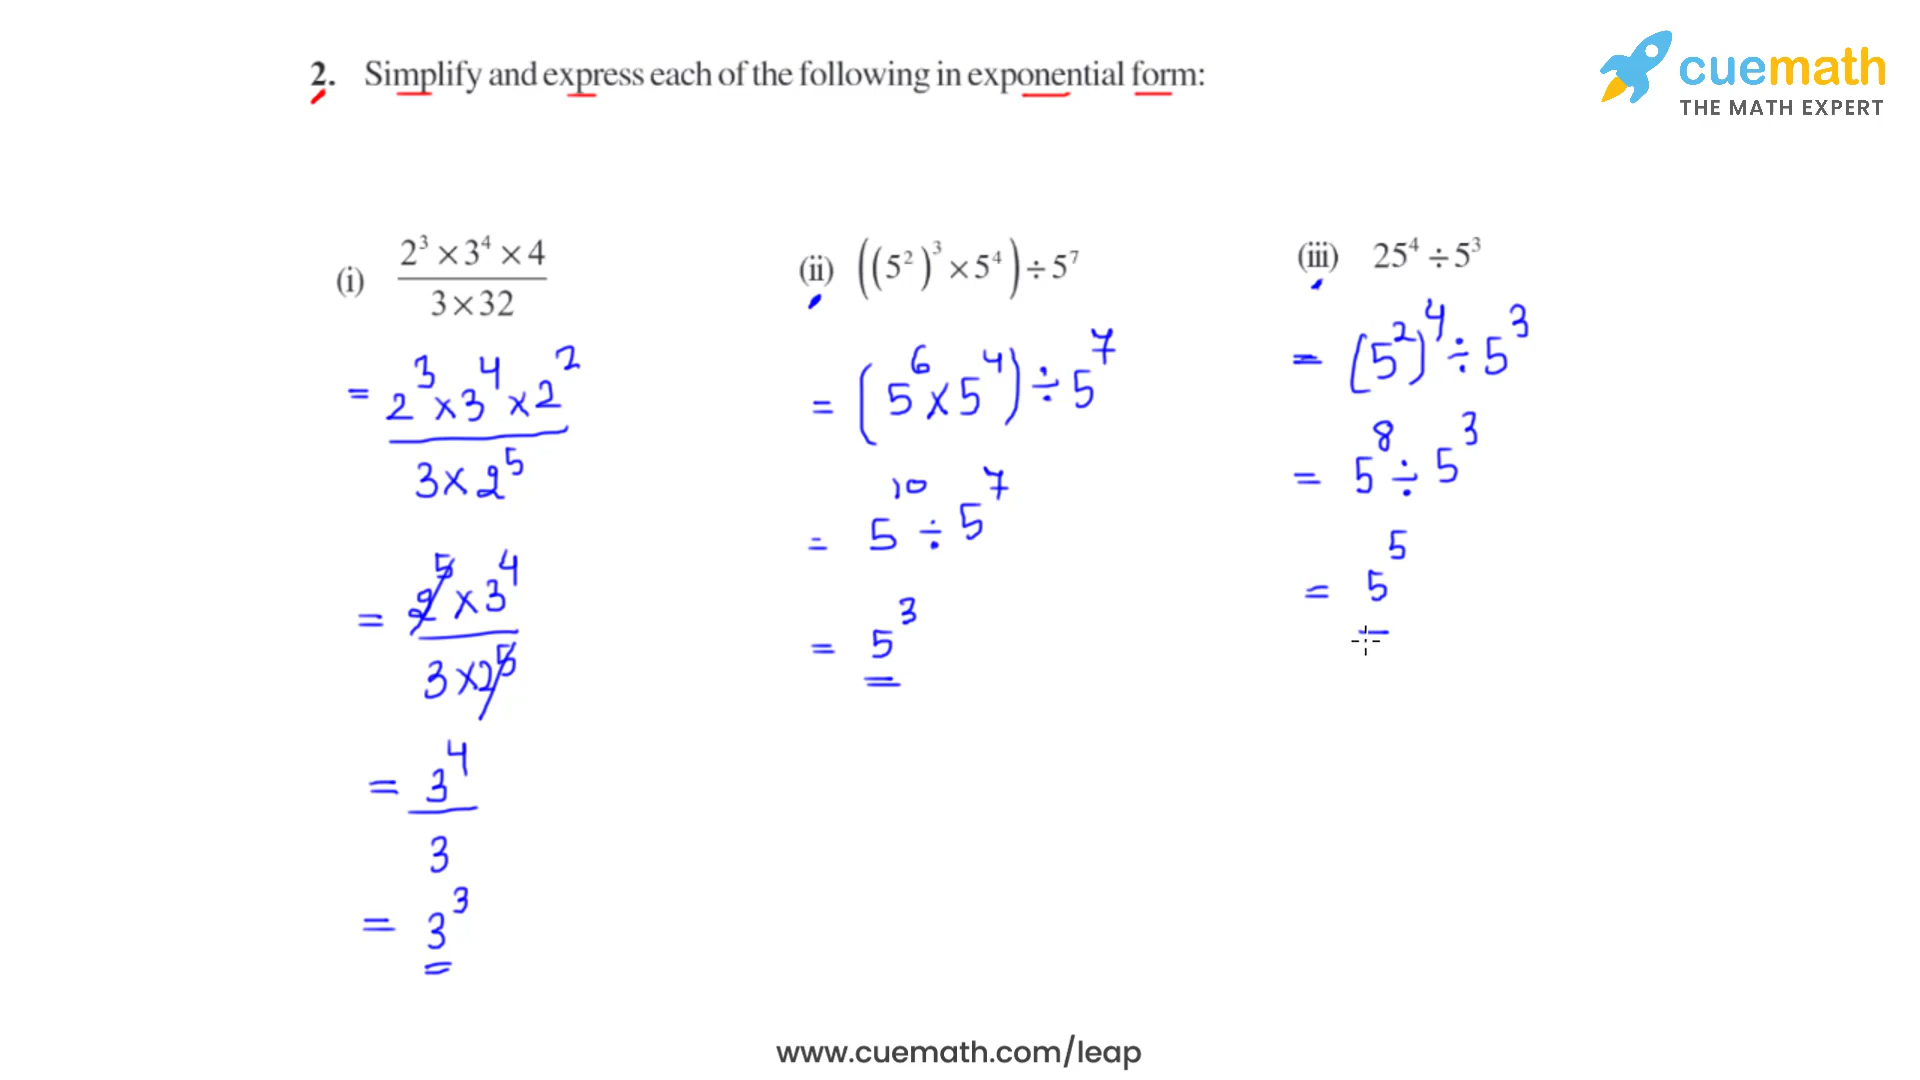 2. Simplify and express each of the following in exponential form:
cuemath
THE MATH EXPERT
(i) (2³ × 3⁴ × 4) / (3 × 32)
= (2³ × 3⁴ × 2²) / (3 × 2⁵)
= (2⁵ × 3⁴) / (3 × 2⁵)
= 3⁴ / 3
= 3³
(ii) ((5²)³ × 5⁴) ÷ 5⁷
= (5⁶ × 5⁴) ÷ 5⁷
= 5¹⁰ ÷ 5⁷
= 5³
(iii) 25⁴ ÷ 5³
= (5²)⁴ ÷ 5³
= 5⁸ ÷ 5³
= 5⁵
www.cuemath.com/leap